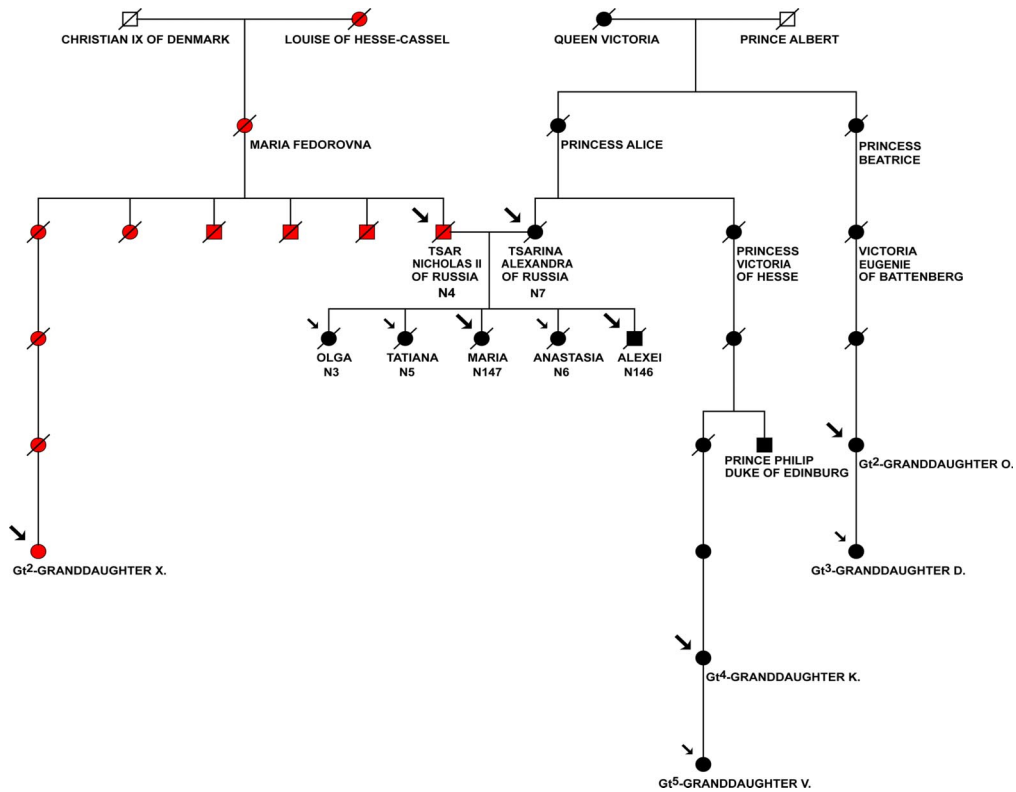 CHRISTIAN IX OF DENMARK
LOUISE OF HESSE-CASSEL
QUEEN VICTORIA
PRINCE ALBERT
MARIA FEDOROVNA
PRINCESS ALICE
PRINCESS
BEATRICE
TSAR
NICHOLAS II
OF RUSSIA
N4
TSARINA
ALEXANDRA
OF RUSSIA
N7
PRINCESS
VICTORIA
OF HESSE
VICTORIA
EUGENIE
OF BATTENBERG
OLGA
N3
TATIANA
N5
MARIA
N147
ANASTASIA
N6
ALEXEI
N146
PRINCE PHILIP
DUKE OF EDINBURG
Gt2-GRANDDAUGHTER O.
Gt2-GRANDDAUGHTER X.
Gt3-GRANDDAUGHTER D.
Gt4-GRANDDAUGHTER K.
Gt5-GRANDDAUGHTER V.